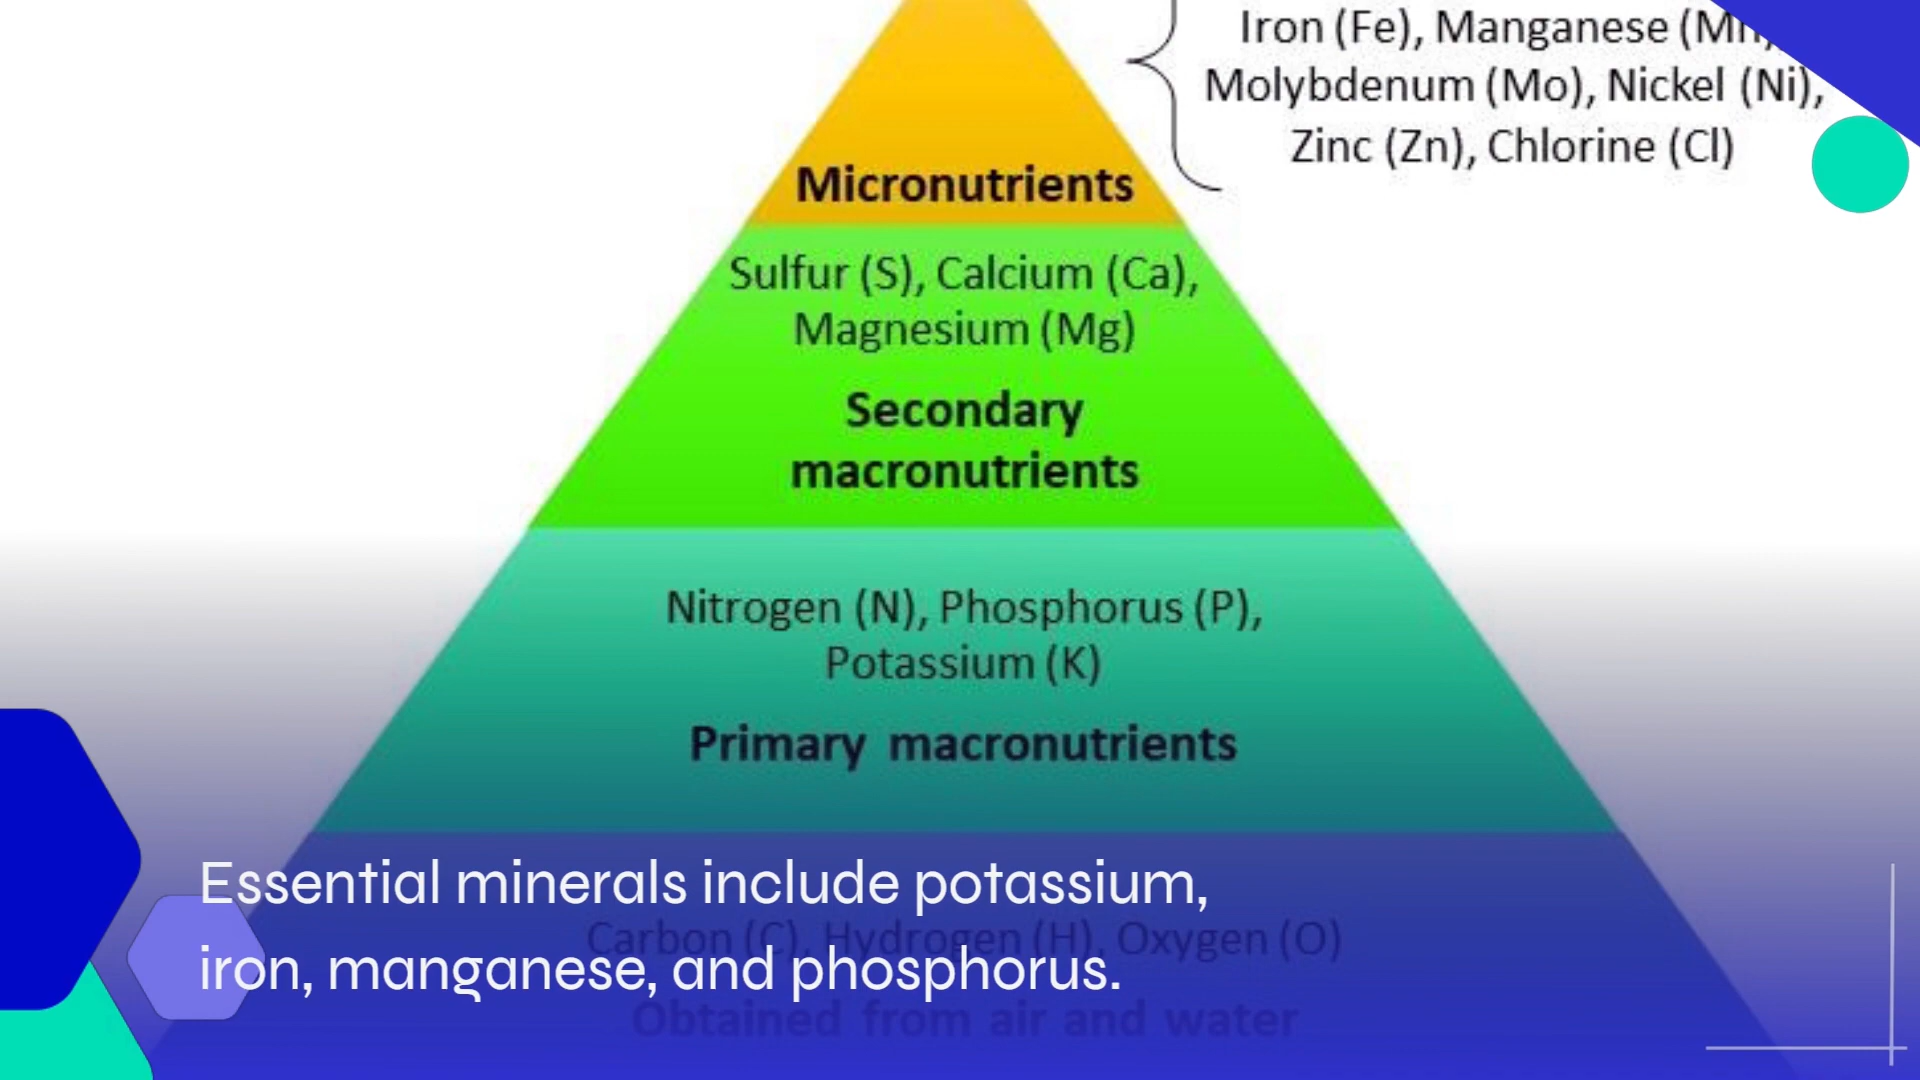 Iron (Fe), Manganese (Mn),
Molybdenum (Mo), Nickel (Ni),
Zinc (Zn), Chlorine (Cl)
Micronutrients
Sulfur (S), Calcium (Ca),
Magnesium (Mg)
Secondary
macronutrients
Nitrogen (N), Phosphorus (P),
Potassium (K)
Primary macronutrients
Essential minerals include potassium,
Carbon (C), Hydrogen (H), Oxygen (O)
iron, manganese, and phosphorus.
Obtained from air and water